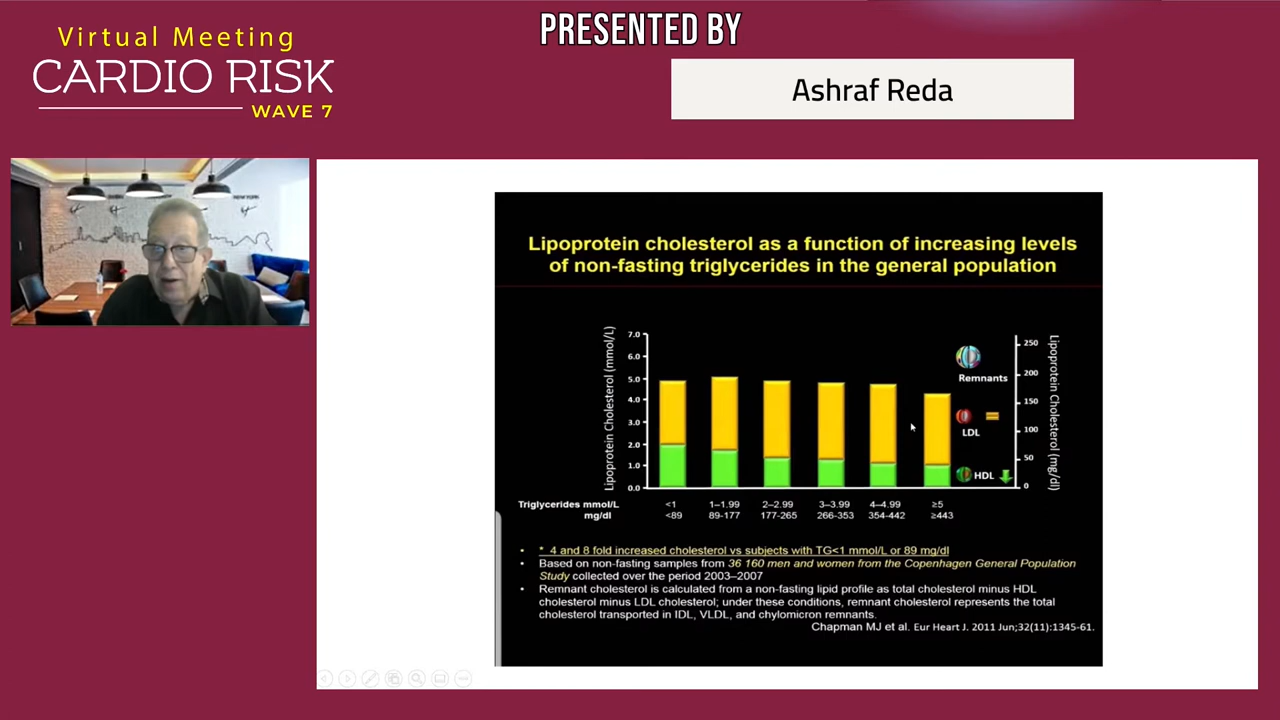 Virtual Meeting
CARDIO RISK
WAVE 7
PRESENTED BY
Ashraf Reda
Lipoprotein cholesterol as a function of increasing levels
of non-fasting triglycerides in the general population
Lipoprotein Cholesterol (mmol/L)
7.0
6.0
5.0
4.0
3.0
2.0
1.0
0.0
Remnants
LDL
HDL
250
200
150
100
50
0
Lipoprotein Cholesterol (mg/dl)
Triglycerides mmol/L <1 1–1.99 2–2.99 3–3.99 4–4.99 ≥5
mg/dl <89 89-177 177-265 266-353 354-442 ≥443
• * 4 and 8 fold increased cholesterol vs subjects with TG<1 mmol/L or 89 mg/dl
• Based on non-fasting samples from 36 160 men and women from the Copenhagen General Population
Study collected over the period 2003–2007
• Remnant cholesterol is calculated from a non-fasting lipid profile as total cholesterol minus HDL
cholesterol minus LDL cholesterol; under these conditions, remnant cholesterol represents the total
cholesterol transported in IDL, VLDL, and chylomicron remnants.
Chapman MJ et al. Eur Heart J. 2011 Jun;32(11):1345-61.